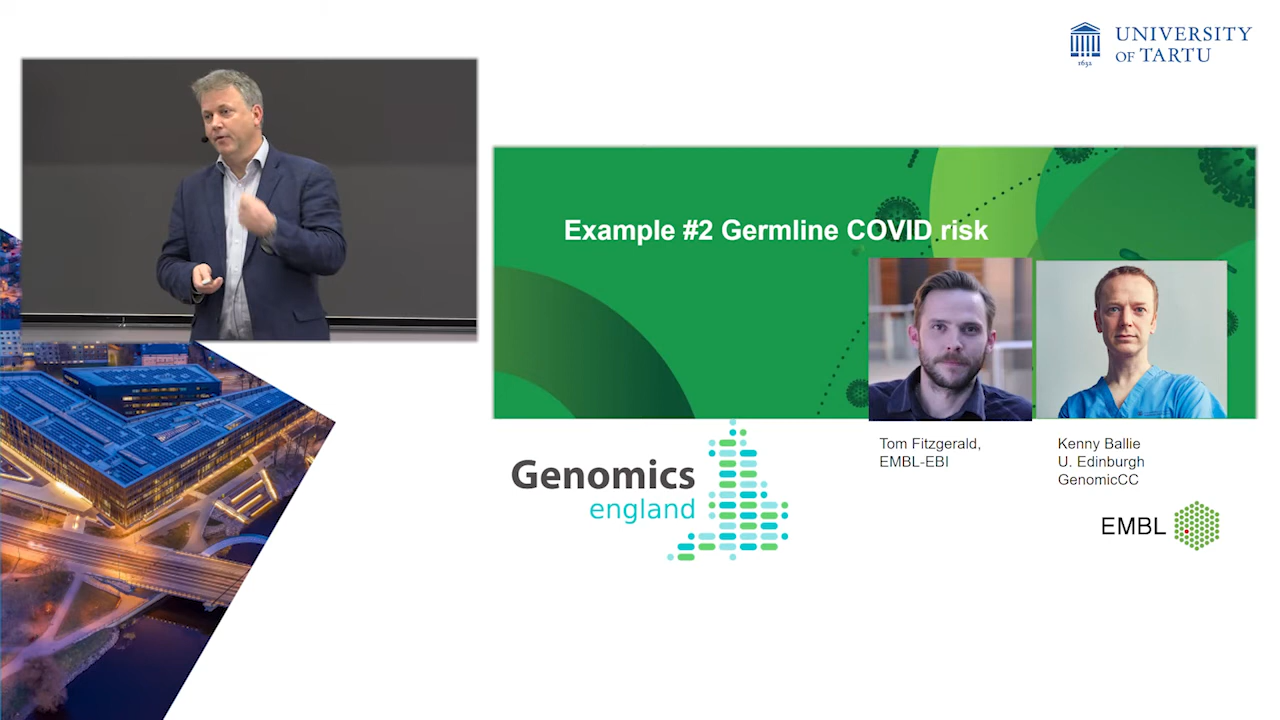 UNIVERSITY
OF TARTU
1632
Example #2 Germline COVID risk
Tom Fitzgerald,
EMBL-EBI
Kenny Ballie
U. Edinburgh
GenomicCC
Genomics
england
EMBL